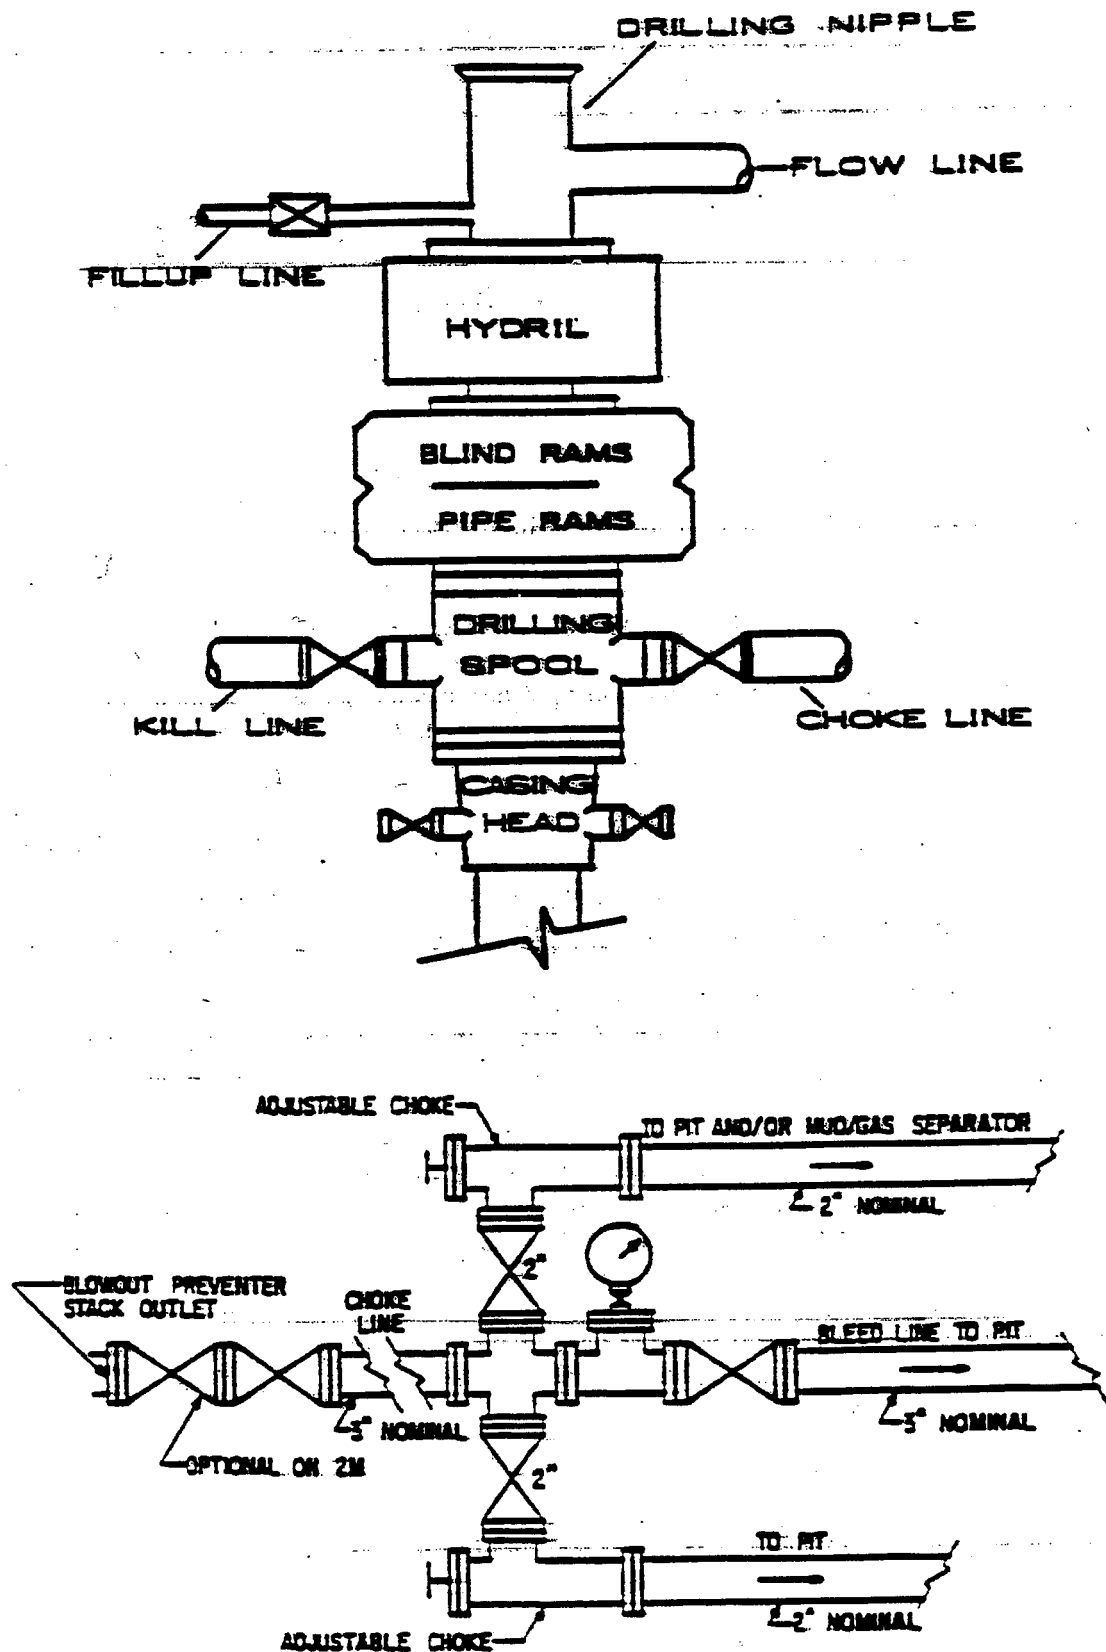 DRILLING NIPPLE
FLOW LINE
FILLUP LINE
HYDRIL
BLIND RAMS
PIPE RAMS
DRILLING
SPOOL
KILL LINE
CHOKE LINE
CASING
HEAD
ADJUSTABLE CHOKE
TO PIT AND/OR MUD/GAS SEPARATOR
2" NOMINAL
2"
BLOWOUT PREVENTER
STACK OUTLET
CHOKE
LINE
BLEED LINE TO PIT
3" NOMINAL
3" NOMINAL
OPTIONAL ON 2M
2"
TO PIT
2" NOMINAL
ADJUSTABLE CHOKE